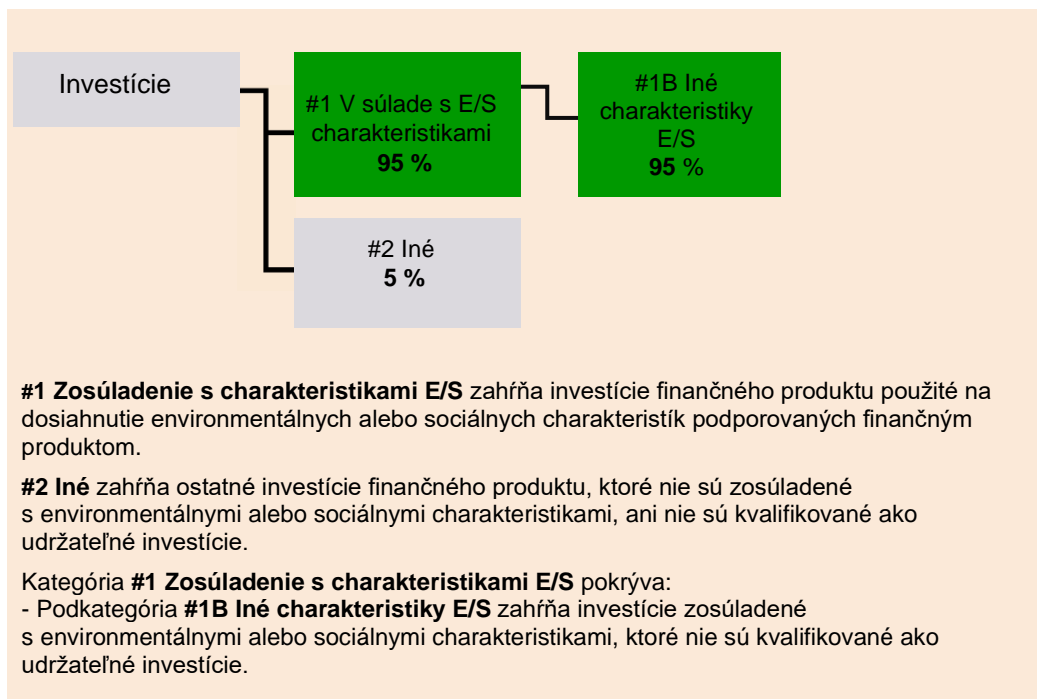 Investície
#1 V súlade s E/S
charakteristikami
95 %
#1B Iné
charakteristiky
E/S
95 %
#2 Iné
5 %
#1 Zosúladenie s charakteristikami E/S zahŕňa investície finančného produktu použité na
dosiahnutie environmentálnych alebo sociálnych charakteristík podporovaných finančným
produktom.
#2 Iné zahŕňa ostatné investície finančného produktu, ktoré nie sú zosúladené
s environmentálnymi alebo sociálnymi charakteristikami, ani nie sú kvalifikované ako
udržateľné investície.
Kategória #1 Zosúladenie s charakteristikami E/S pokrýva:
- Podkategória #1B Iné charakteristiky E/S zahŕňa investície zosúladené
s environmentálnymi alebo sociálnymi charakteristikami, ktoré nie sú kvalifikované ako
udržateľné investície.